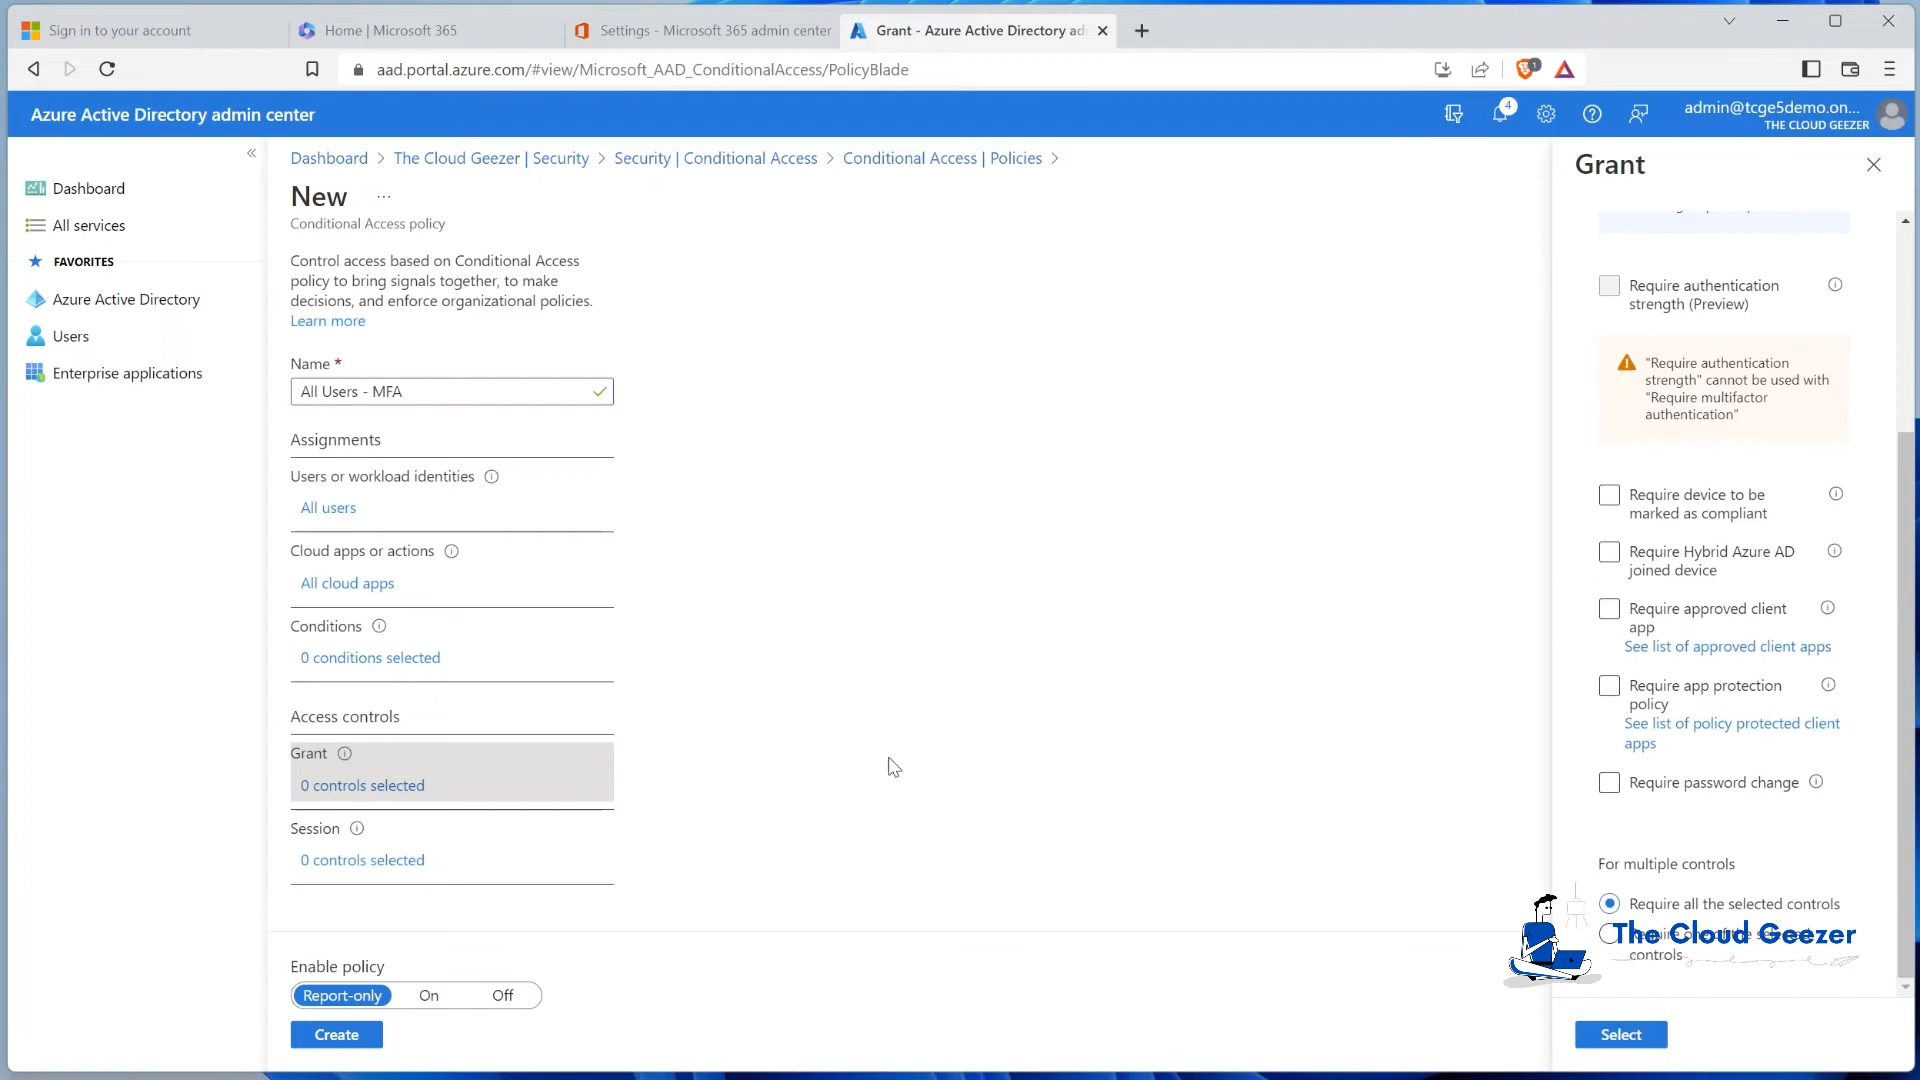 Sign in to your account
Home | Microsoft 365
Settings - Microsoft 365 admin center
Grant - Azure Active Directory ad
aad.portal.azure.com/#view/Microsoft_AAD_ConditionalAccess/PolicyBlade
1
Azure Active Directory admin center
4
admin@tcge5demo.on...
THE CLOUD GEEZER
Dashboard
All services
FAVORITES
Azure Active Directory
Users
Enterprise applications
Dashboard > The Cloud Geezer | Security > Security | Conditional Access > Conditional Access | Policies >
New ...
Conditional Access policy
Control access based on Conditional Access
policy to bring signals together, to make
decisions, and enforce organizational policies.
Learn more
Name *
All Users - MFA
Assignments
Users or workload identities
All users
Cloud apps or actions
All cloud apps
Conditions
0 conditions selected
Access controls
Grant
0 controls selected
Session
0 controls selected
Enable policy
Report-only On Off
Create
Grant
Require authentication
strength (Preview)
"Require authentication
strength" cannot be used with
"Require multifactor
authentication"
Require device to be
marked as compliant
Require Hybrid Azure AD
joined device
Require approved client
app
See list of approved client apps
Require app protection
policy
See list of policy protected client
apps
Require password change
For multiple controls
Require all the selected controls
controls
The Cloud Geezer
Select